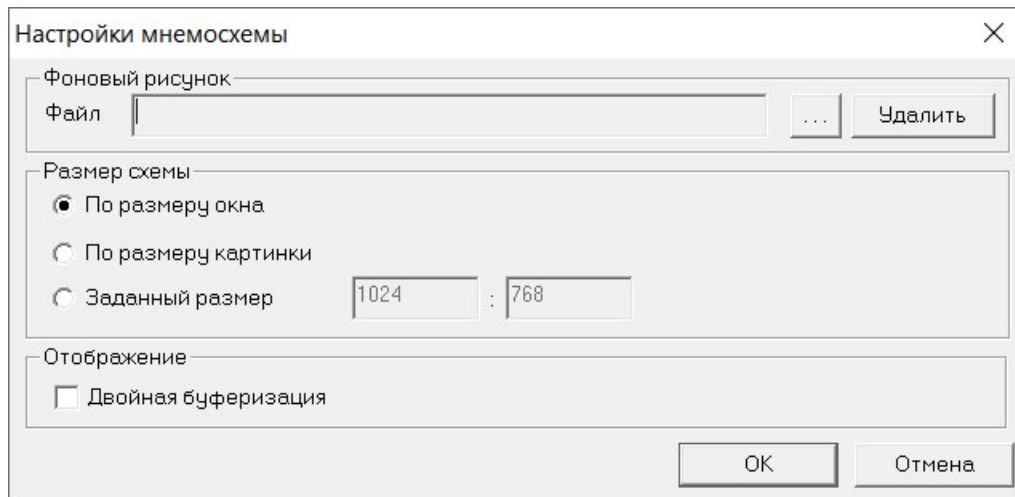 Настройки мнемосхемы
Фоновый рисунок
Файл ... Удалить
Размер схемы
По размеру окна
По размеру картинки
Заданный размер 1024 : 768
Отображение
Двойная буферизация
OK Отмена